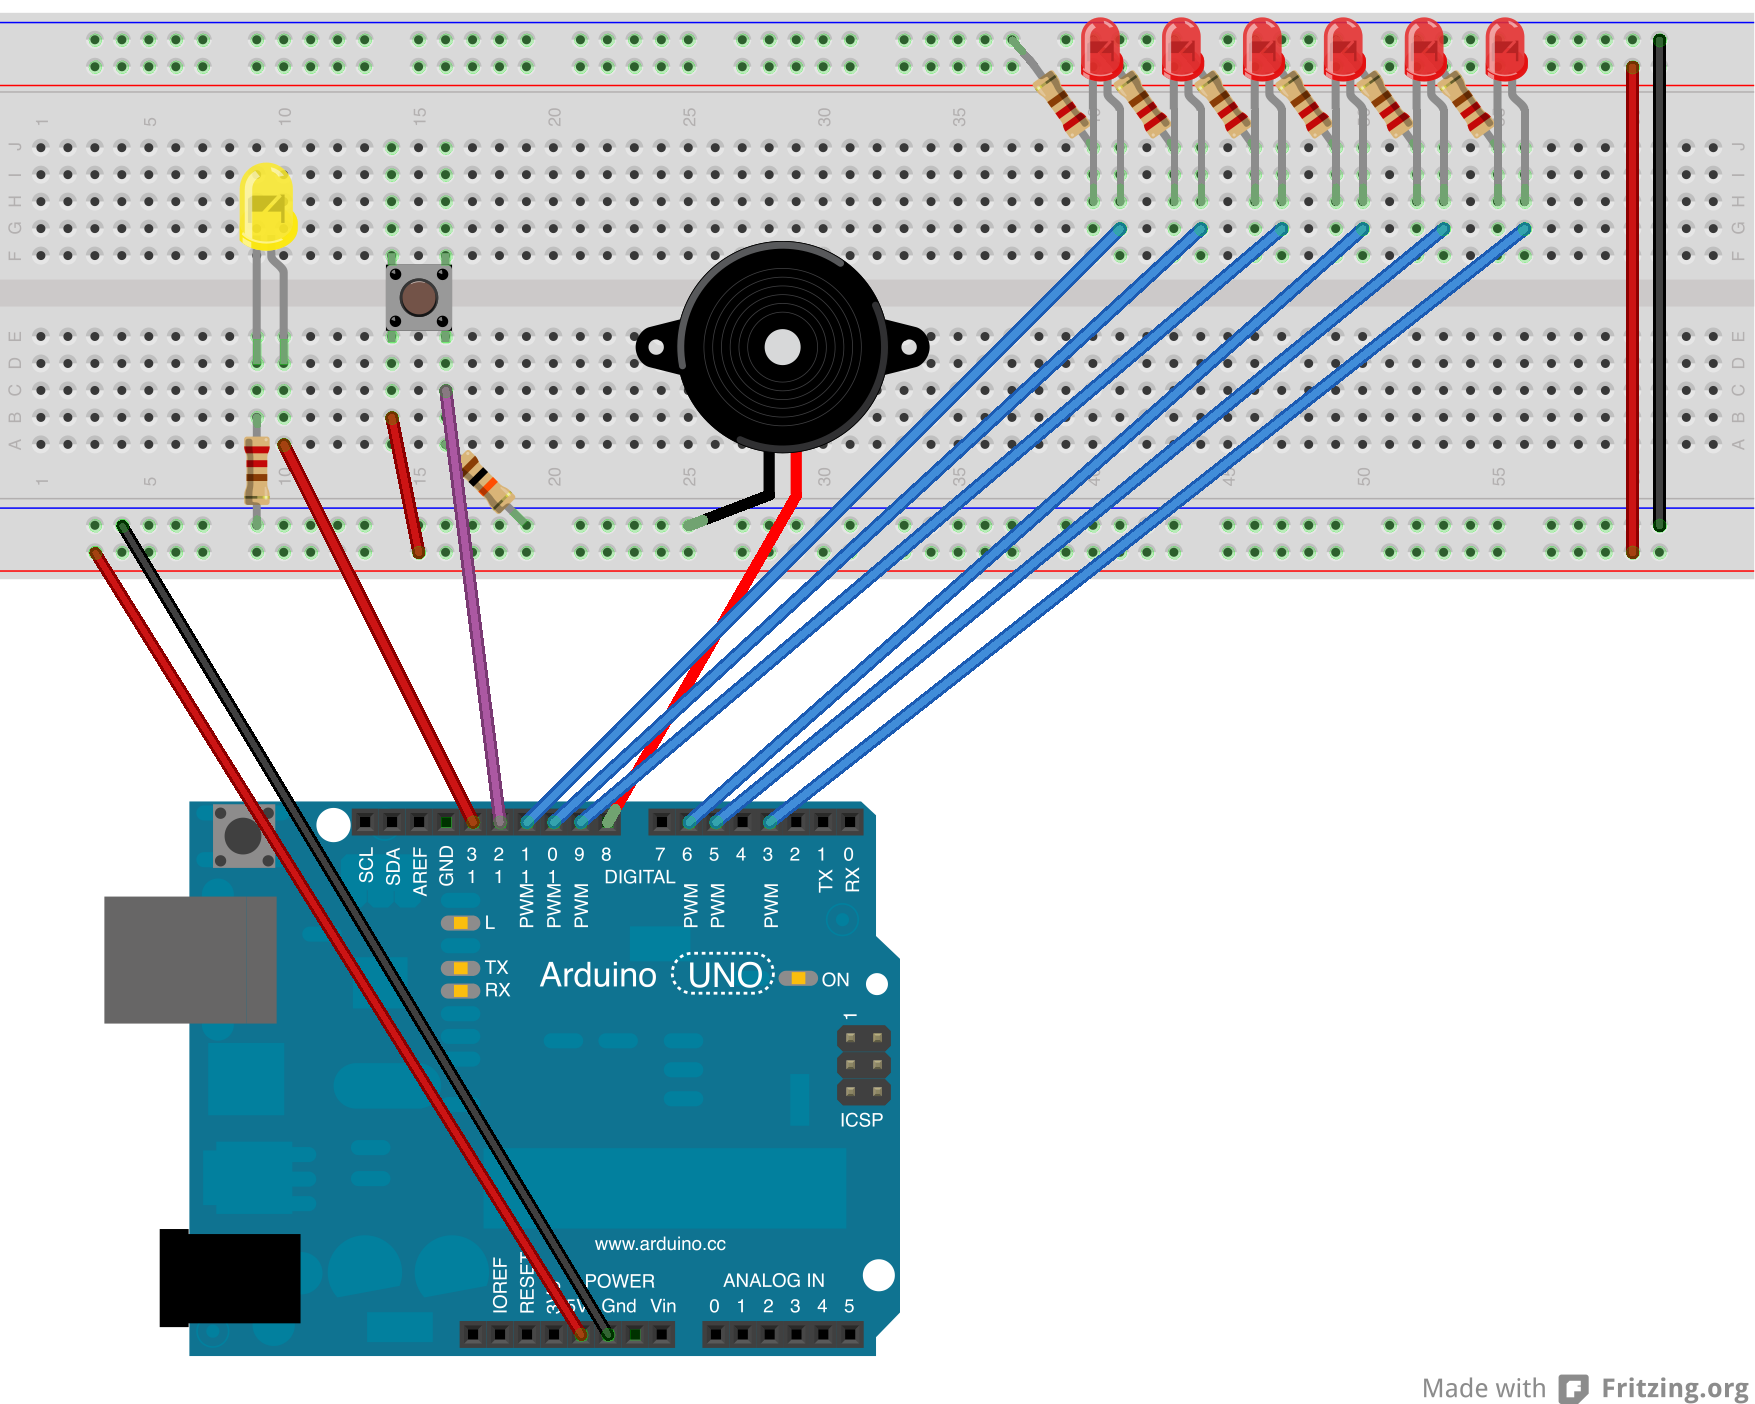 1 5 10 15 20 25 30 35 50 55
J J
I I
H H
G G
F F
E E
D D
C C
B B
A A
1 5 10 15 20 25 30 35 40 45 50 55
SCL SDA AREF GND 13 12 11 10 9 8 7 6 5 4 3 2 1 0
PWM PWM PWM DIGITAL PWM PWM PWM TX RX
L
TX
RX
Arduino UNO ON
1
ICSP
www.arduino.cc
IOREF RESET 3V3 POWER ANALOG IN
5V Gnd Vin 0 1 2 3 4 5
Made with Fritzing.org